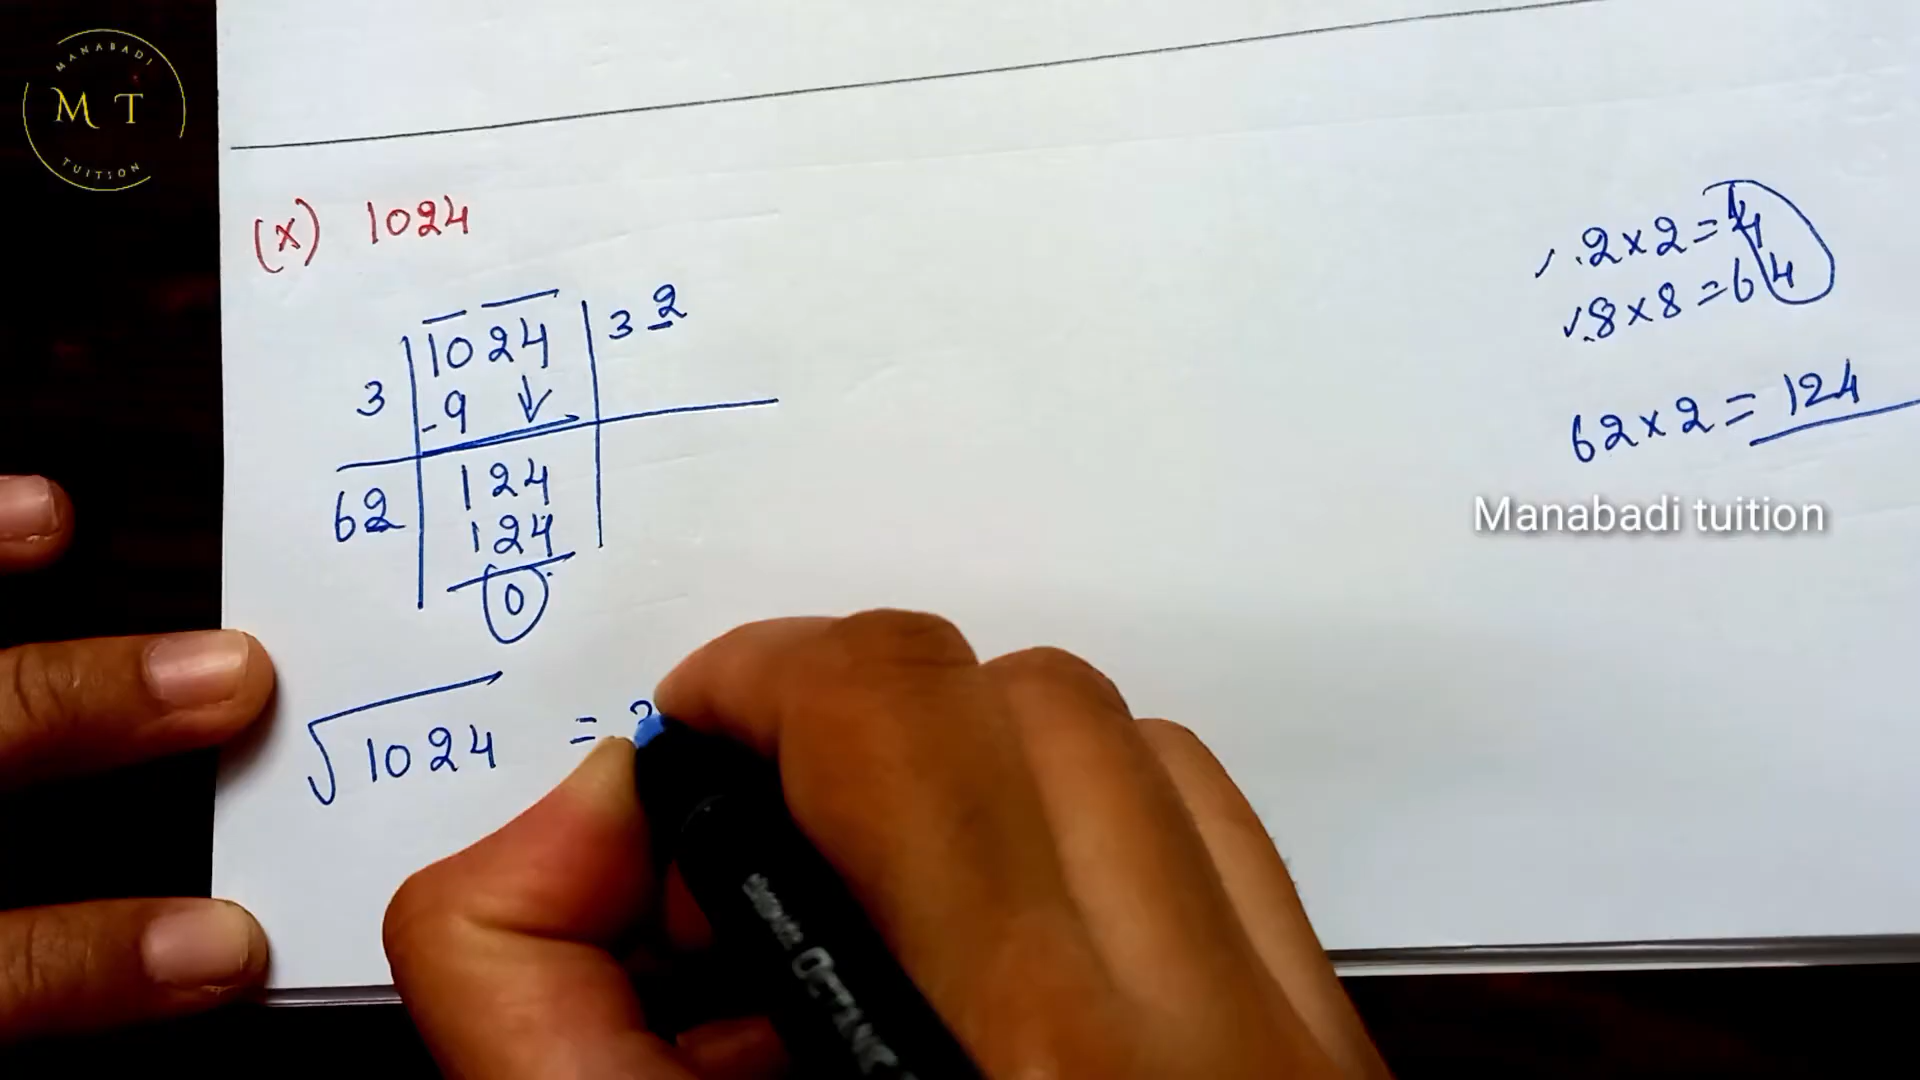 MANABADI
M T
TUITION
(x) 1024
3 | 10 24 | 3 2
- 9
62 | 124
124
0
√1024 =
.2 × 2 = 4
.8 × 8 = 64
62 × 2 = 124
Manabadi tuition